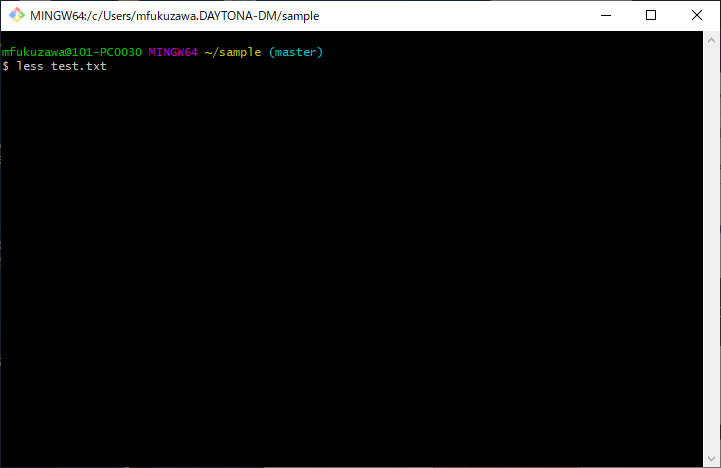 MINGW64:/c/Users/mfukuzawa.DAYTONA-DM/sample
mfukuzawa@101-PC0030 MINGW64 ~/sample (master)
$ less test.txt